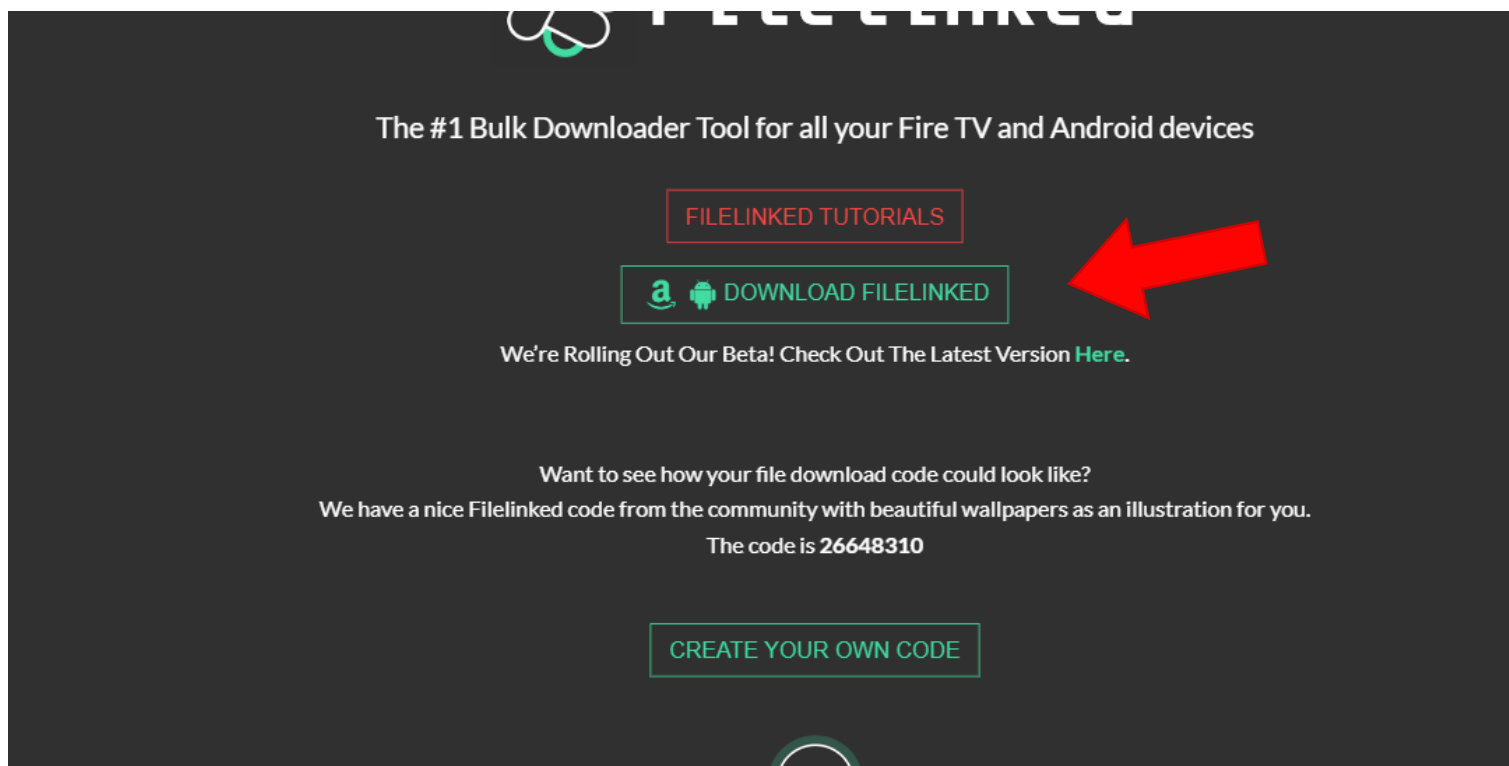 Filelinked
The #1 Bulk Downloader Tool for all your Fire TV and Android devices
FILELINKED TUTORIALS
DOWNLOAD FILELINKED
We’re Rolling Out Our Beta! Check Out The Latest Version Here.
Want to see how your file download code could look like?
We have a nice Filelinked code from the community with beautiful wallpapers as an illustration for you.
The code is 26648310
CREATE YOUR OWN CODE